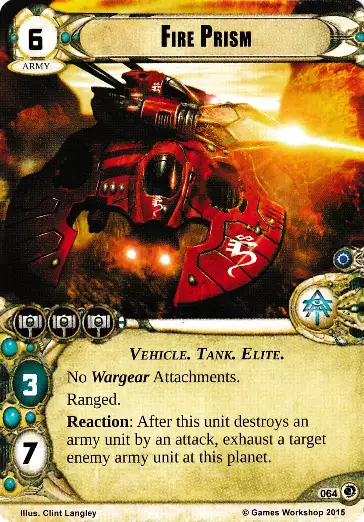 6
FIRE PRISM
ARMY
VEHICLE. TANK. ELITE.
3
No Wargear Attachments.
Ranged.
7
Reaction: After this unit destroys an
army unit by an attack, exhaust a target
enemy army unit at this planet.
064
Illus. Clint Langley
© Games Workshop 2015